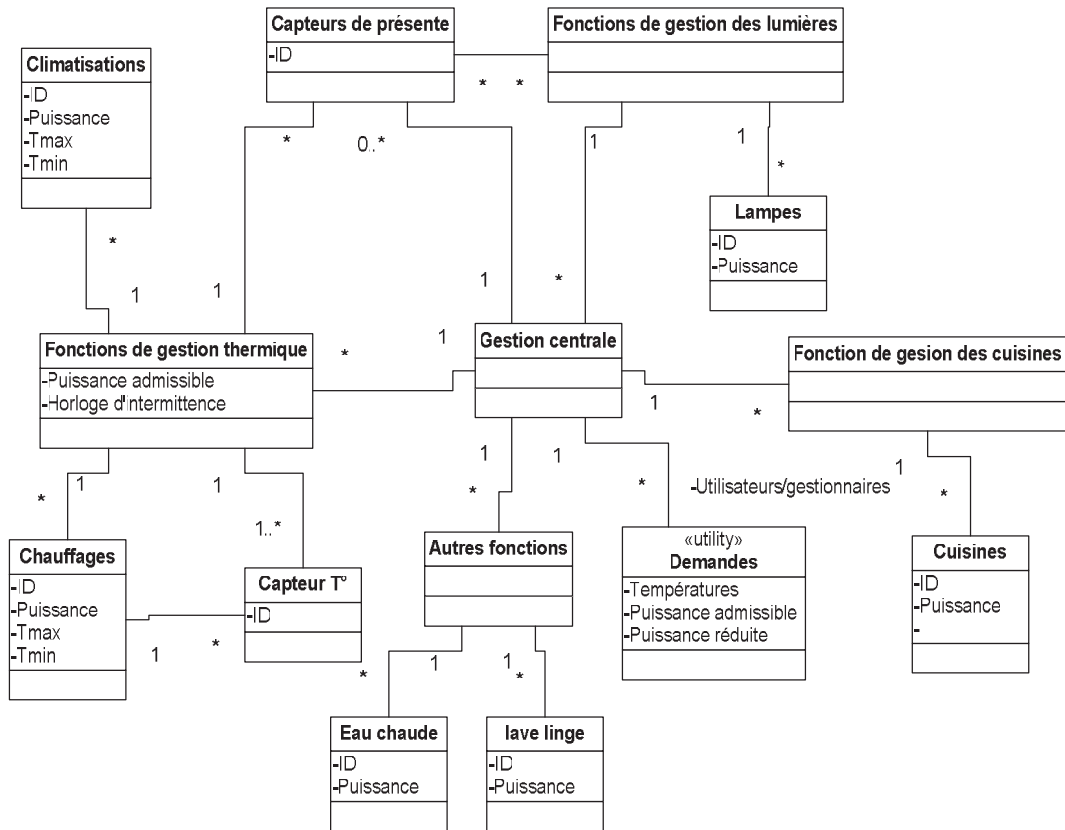 Capteurs de présente
-ID
Fonctions de gestion des lumières
Climatisations
-ID
-Puissance
-Tmax
-Tmin
* *
*
0..*
1
1
*
Lampes
-ID
-Puissance
*
1
1
1
*
Fonctions de gestion thermique
-Puissance admissible
-Horloge d'intermittence
*
1
Gestion centrale
Fonction de gesion des cuisines
1
*
*
1
1
1..*
1
*
1
*
-Utilisateurs/gestionnaires
1
*
Chauffages
-ID
-Puissance
-Tmax
-Tmin
Capteur T°
-ID
1
*
Autres fonctions
«utility»
Demandes
-Températures
-Puissance admissible
-Puissance réduite
Cuisines
-ID
-Puissance
-
*
1
1
*
Eau chaude
-ID
-Puissance
lave linge
-ID
-Puissance